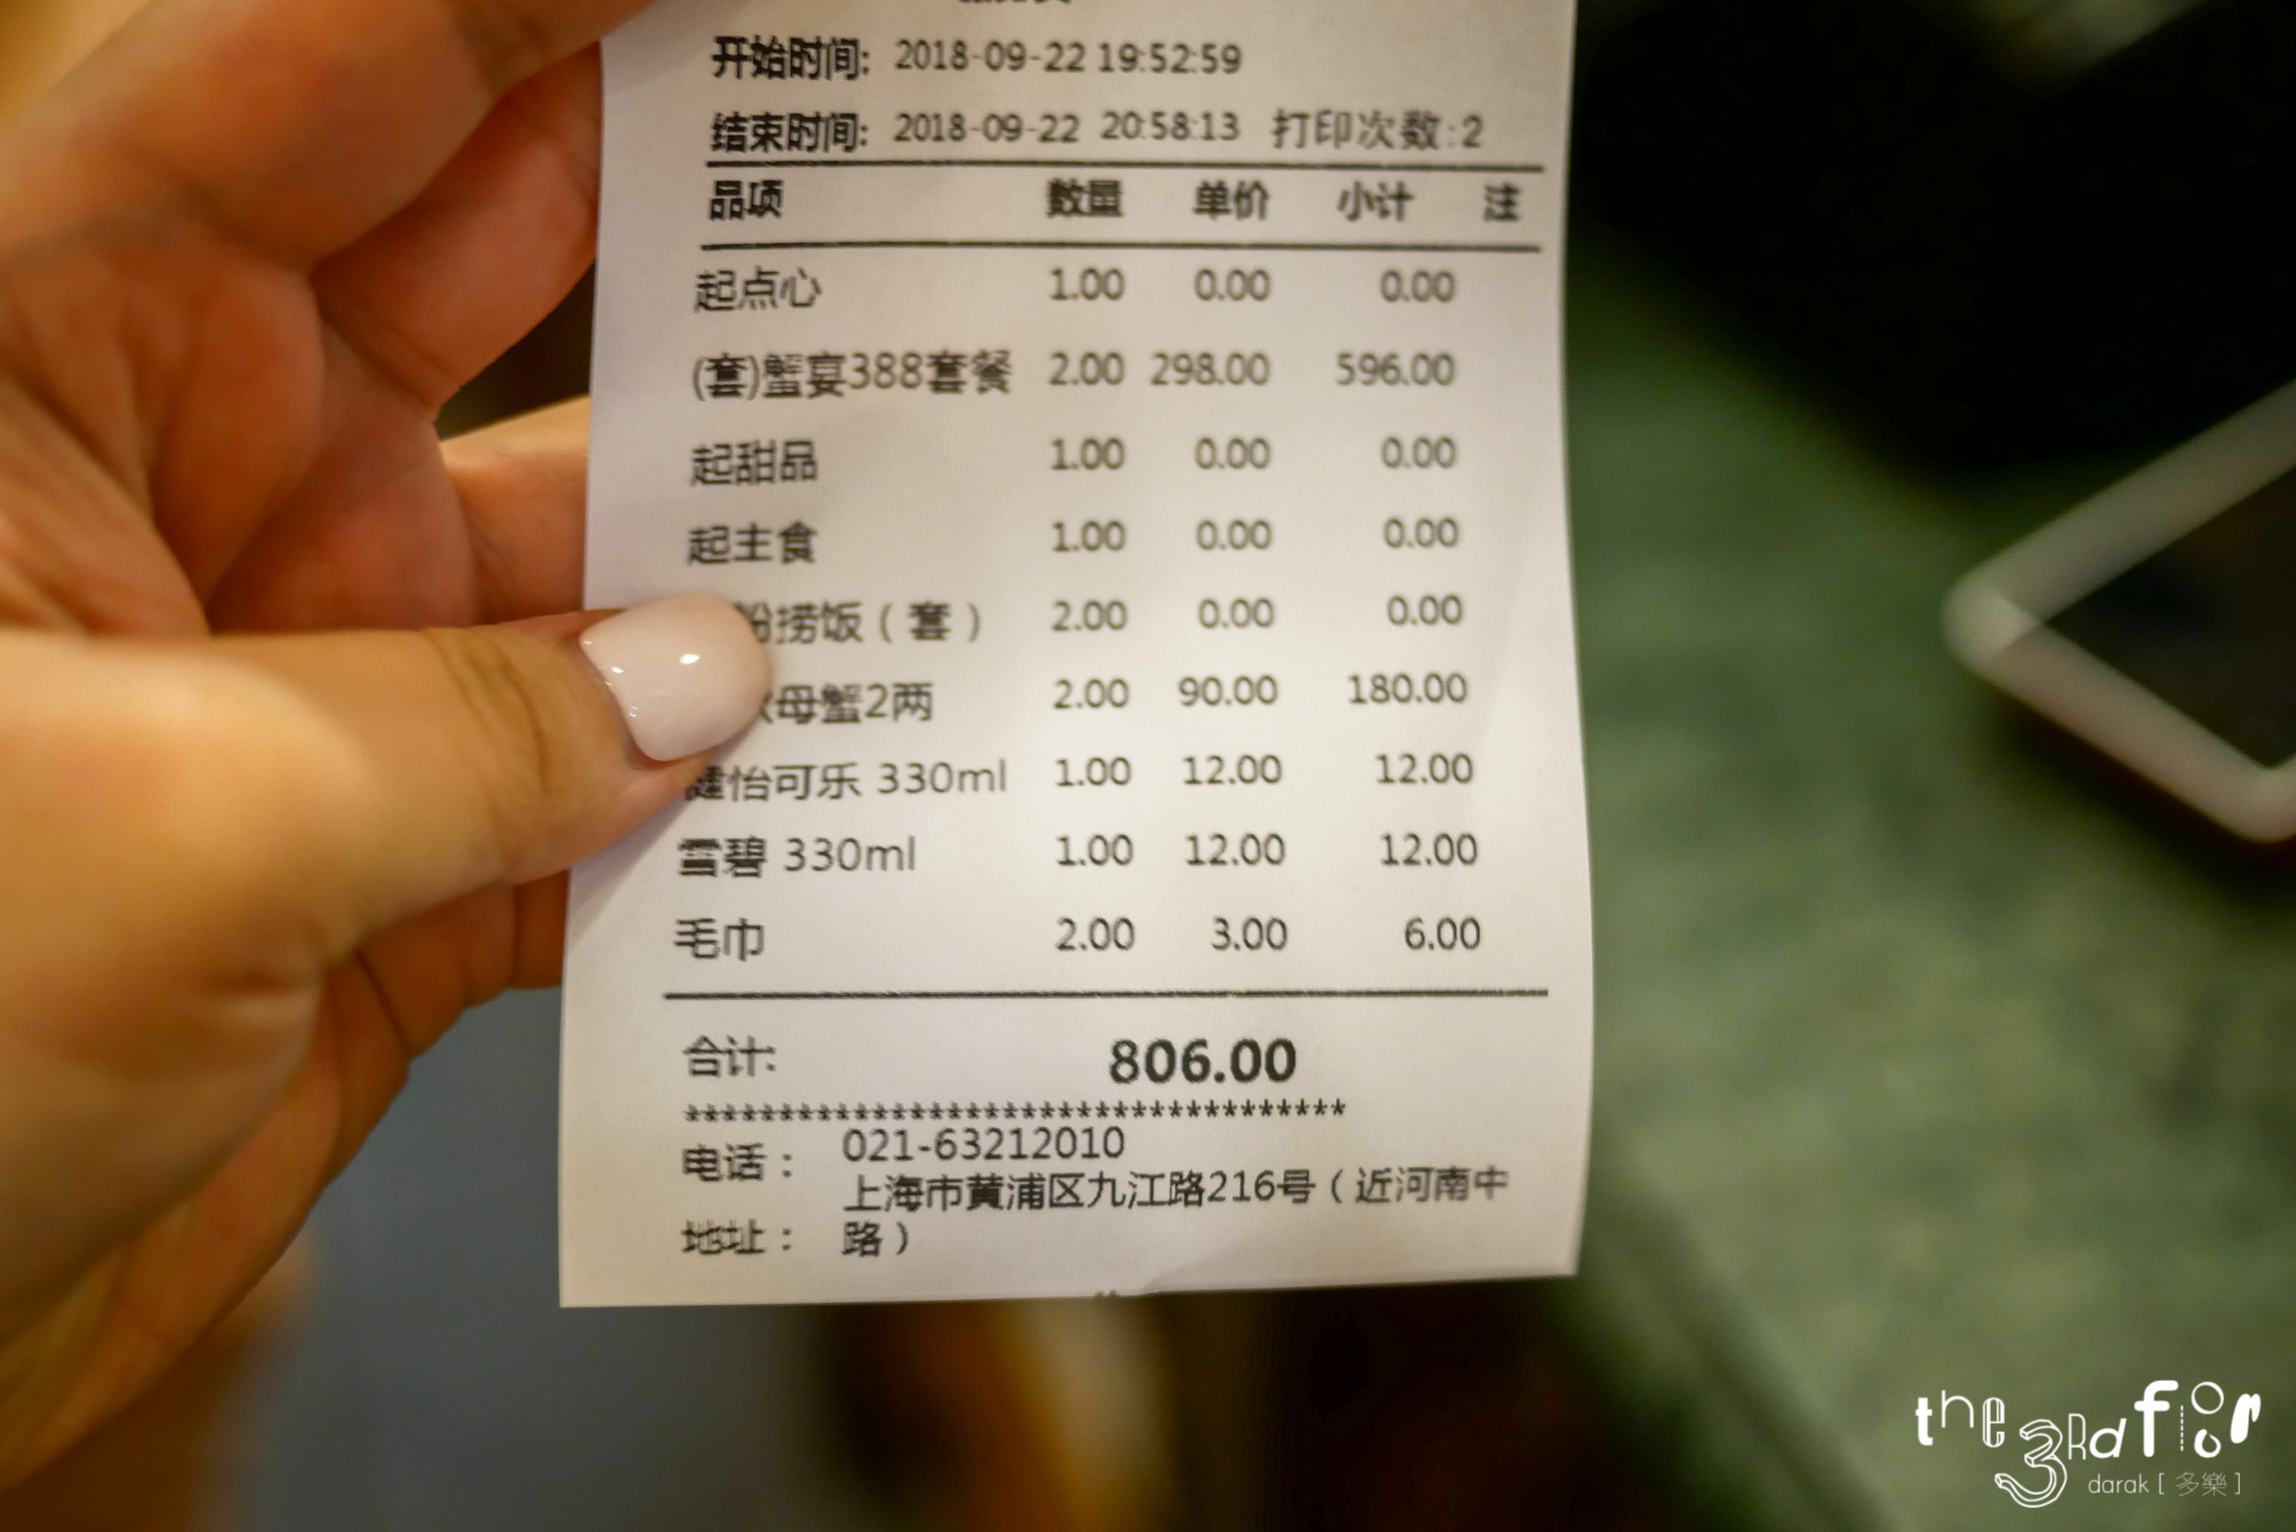 开始时间: 2018-09-22 19:52:59
结束时间: 2018-09-22 20:58:13 打印次数:2
品项 数量 单价 小计 注
起点心 1.00 0.00 0.00
(套)蟹宴388套餐 2.00 298.00 596.00
起甜品 1.00 0.00 0.00
起主食 1.00 0.00 0.00
粉捞饭（套） 2.00 0.00 0.00
母蟹2两 2.00 90.00 180.00
健怡可乐 330ml 1.00 12.00 12.00
雪碧 330ml 1.00 12.00 12.00
毛巾 2.00 3.00 6.00
合计: 806.00
************************************
电话： 021-63212010
地址： 上海市黄浦区九江路216号（近河南中
路）
the 3Rd floor
darak [ 多樂 ]